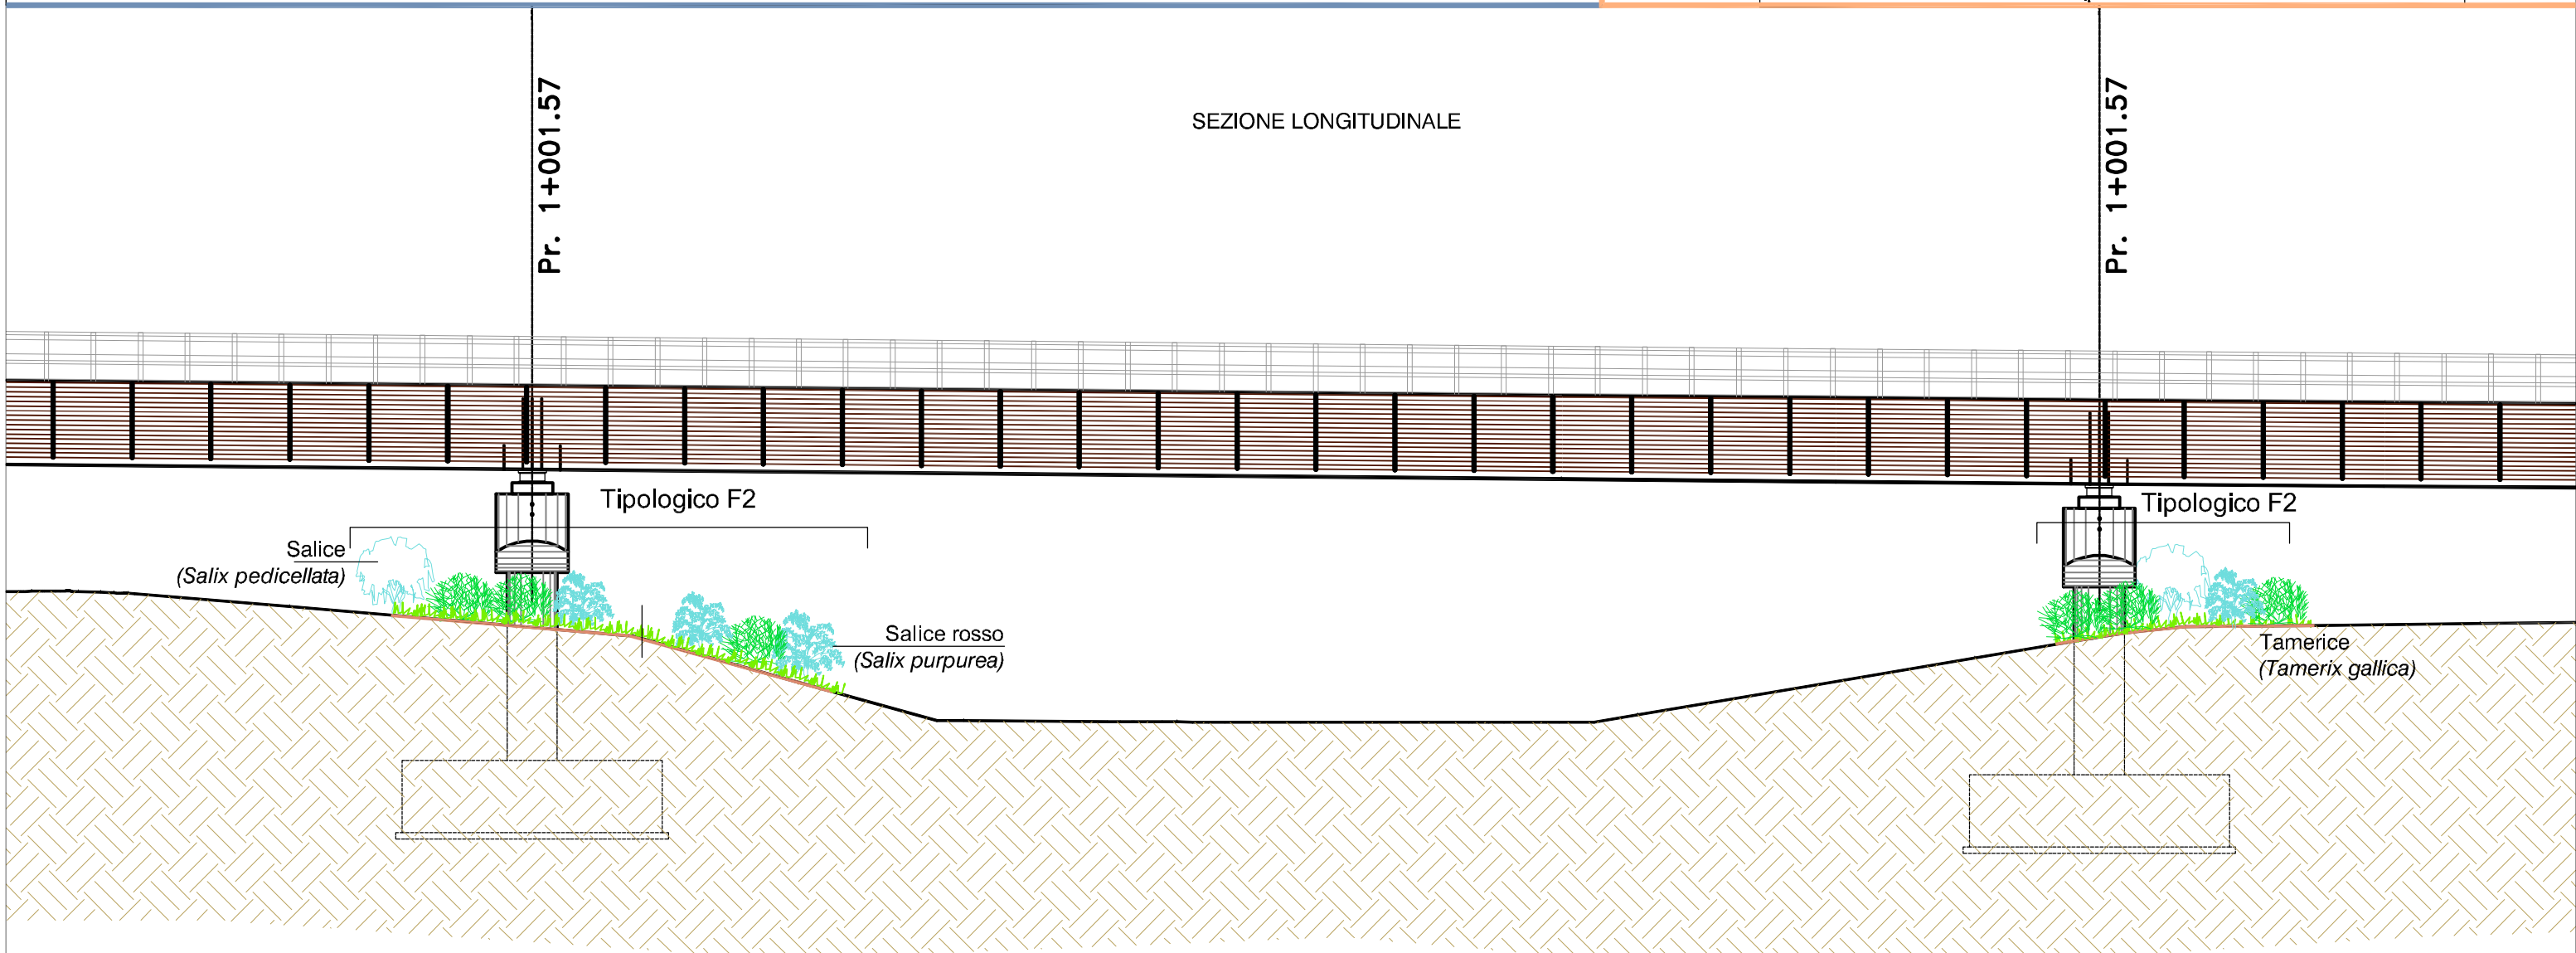 Pr. 1+001.57
SEZIONE LONGITUDINALE
Pr. 1+001.57
Tipologico F2
Tipologico F2
Salice
(Salix pedicellata)
Salice rosso
(Salix purpurea)
Tamerice
(Tamerix gallica)